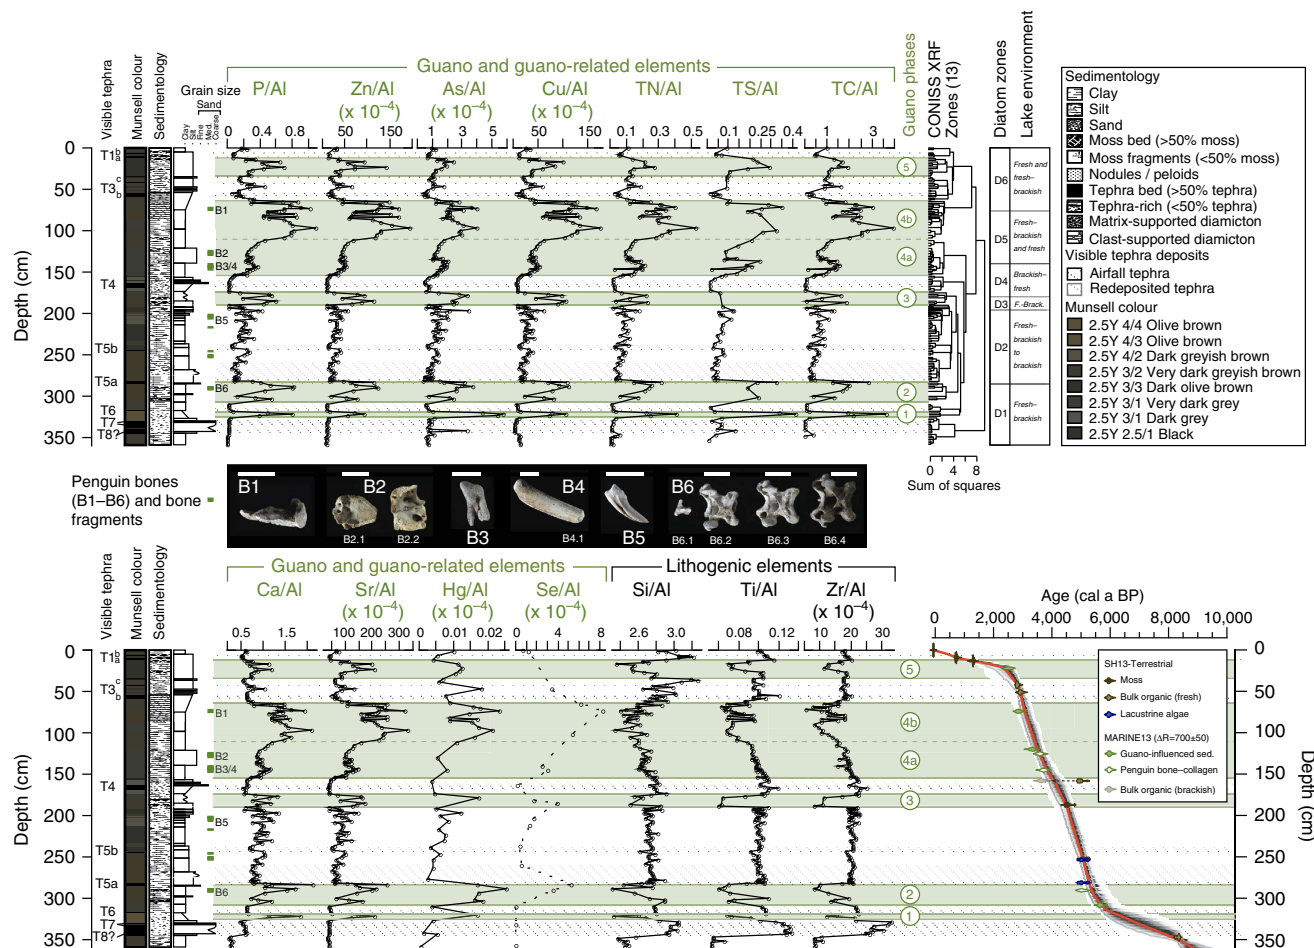 Visible tephra
Munsell colour
Sedimentology
Grain size
Sand
Clay
Silt
Fine
Med.
Coarse
Guano and guano-related elements
P/Al
Zn/Al
(x 10⁻⁴)
As/Al
(x 10⁻⁴)
Cu/Al
(x 10⁻⁴)
TN/Al
TS/Al
TC/Al
Guano phases
CONISS XRF
Zones (13)
Diatom zones
Lake environment
0 0.4 0.8
50 150
1 3 5
50 150
0.1 0.3 0.5
0.1 0.25 0.4
1 3
Depth (cm)
0
50
100
150
200
250
300
350
T1 b a
T3 c b
T4
T5b
T5a
T6
T7
T8?
B1
B2
B3/4
B5
B6
5
4b
4a
3
2
1
D6
D5
D4
D3
D2
D1
Fresh and
fresh–
brackish
Fresh–
brackish
and fresh
Brackish–
fresh
F.-Brack.
Fresh–
brackish
to
brackish
Fresh–
brackish
0 4 8
Sum of squares
Sedimentology
Clay
Silt
Sand
Moss bed (>50% moss)
Moss fragments (<50% moss)
Nodules / peloids
Tephra bed (>50% tephra)
Tephra-rich (<50% tephra)
Matrix-supported diamicton
Clast-supported diamicton
Visible tephra deposits
Airfall tephra
Redeposited tephra
Munsell colour
2.5Y 4/4 Olive brown
2.5Y 4/3 Olive brown
2.5Y 4/2 Dark greyish brown
2.5Y 3/2 Very dark greyish brown
2.5Y 3/3 Dark olive brown
2.5Y 3/1 Very dark grey
2.5Y 3/1 Dark grey
2.5Y 2.5/1 Black
Penguin bones
(B1–B6) and bone
fragments
B1
B2
B2.1
B2.2
B3
B4
B4.1
B5
B6
B6.1
B6.2
B6.3
B6.4
Visible tephra
Munsell colour
Sedimentology
Guano and guano-related elements
Lithogenic elements
Ca/Al
Sr/Al
(x 10⁻⁴)
Hg/Al
(x 10⁻⁴)
Se/Al
(x 10⁻⁴)
Si/Al
Ti/Al
Zr/Al
(x 10⁻⁴)
0.5 1.5
100 200 300
0 0.01 0.02
0 4 8
2.6 3.0
0.08 0.12
10 20 30
Depth (cm)
0
50
100
150
200
250
300
350
T1 b a
T3 c b
T4
T5b
T5a
T6
T7
T8?
B1
B2
B3/4
B5
B6
5
4b
4a
3
2
1
Age (cal a BP)
0 2,000 4,000 6,000 8,000 10,000
SH13-Terrestrial
Moss
Bulk organic (fresh)
Lacustrine algae
MARINE13 (ΔR=700±50)
Guano-influenced sed.
Penguin bone–collagen
Bulk organic (brackish)
0
50
100
150
200
250
300
350
Depth (cm)